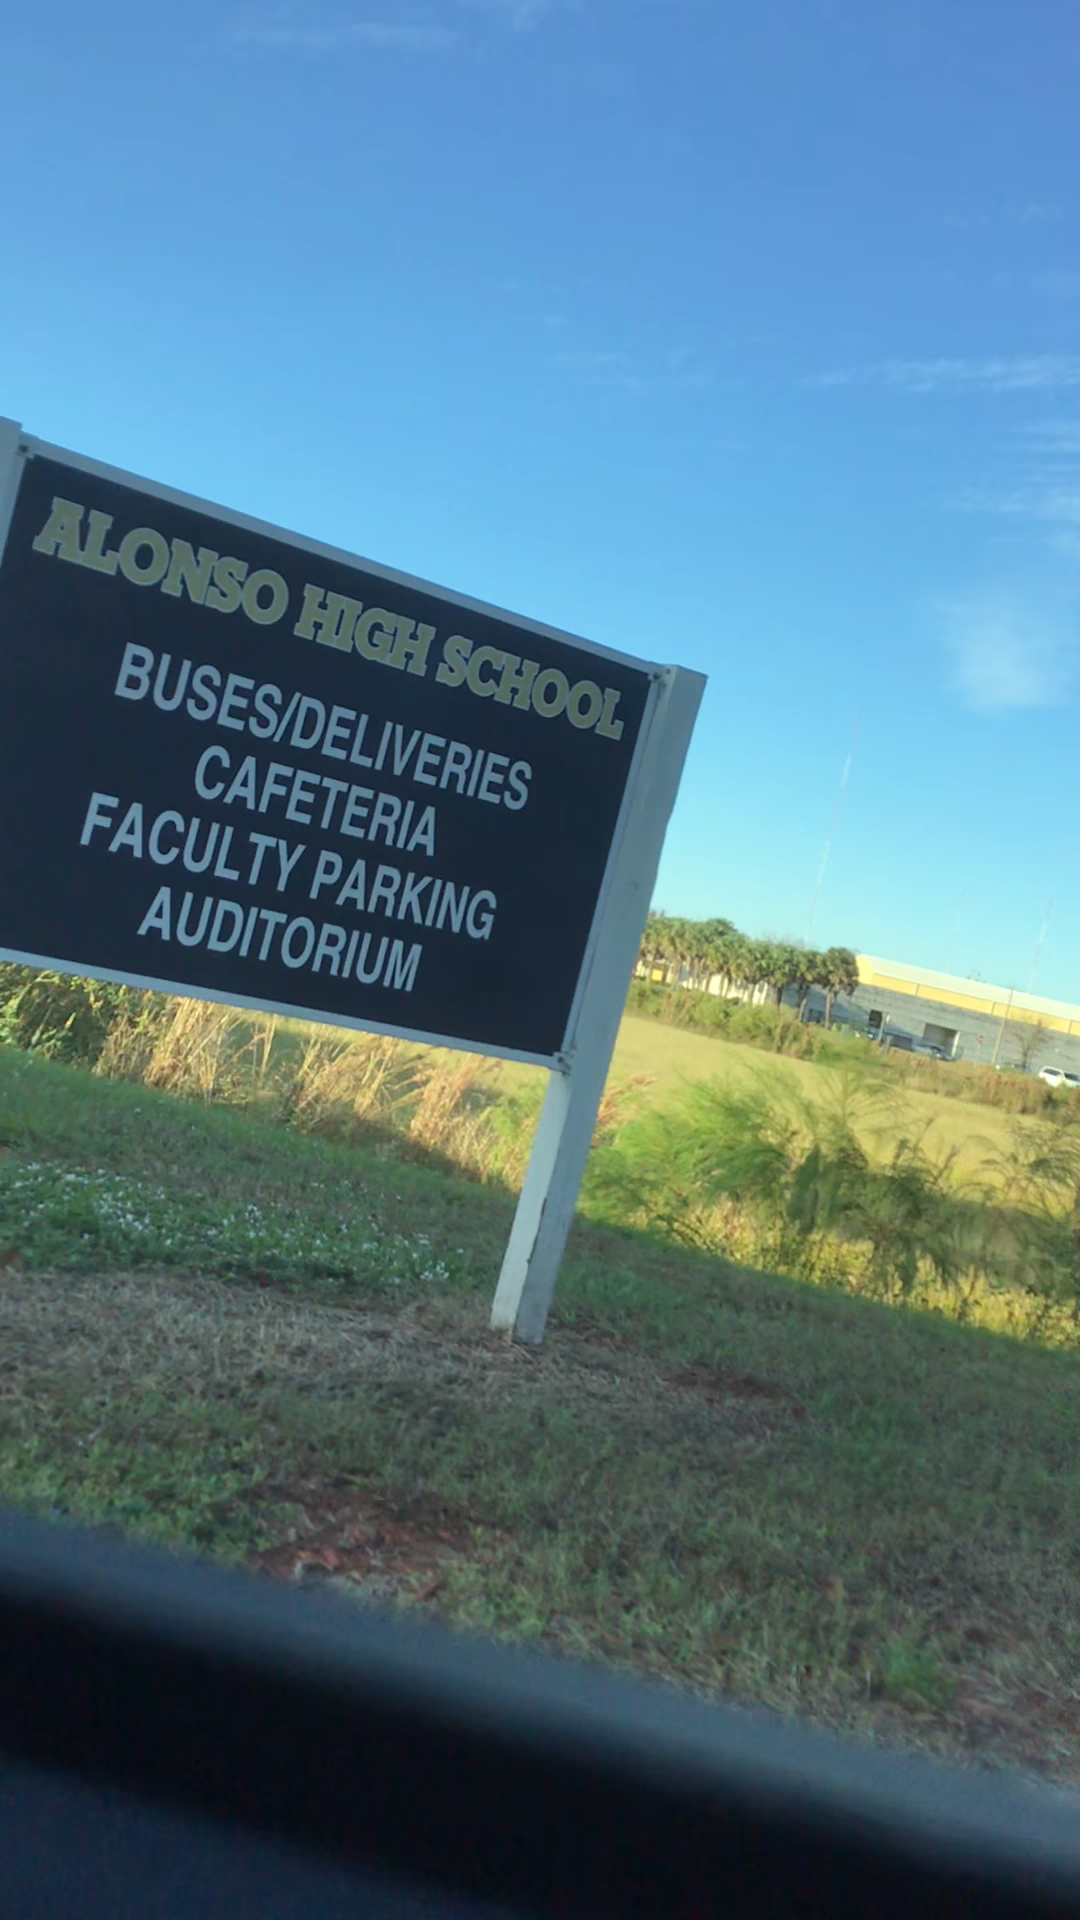 ALONSO HIGH SCHOOL
BUSES/DELIVERIES
CAFETERIA
FACULTY PARKING
AUDITORIUM